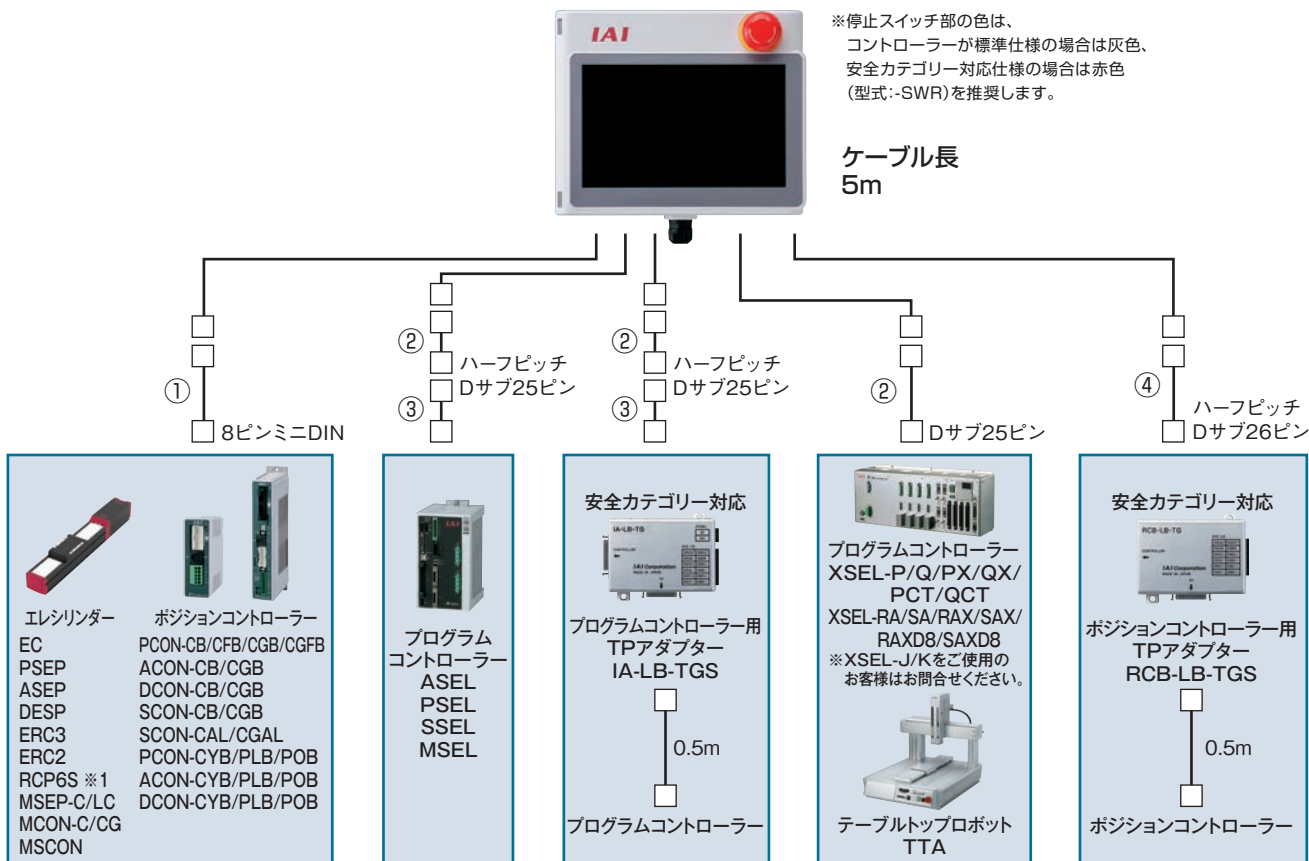 IAI
※停止スイッチ部の色は、
コントローラーが標準仕様の場合は灰色、
安全カテゴリー対応仕様の場合は赤色
(型式:-SWR)を推奨します。
ケーブル長
5m
①
8ピンミニDIN
②
ハーフピッチ
Dサブ25ピン
③
②
ハーフピッチ
Dサブ25ピン
③
②
Dサブ25ピン
④
ハーフピッチ
Dサブ26ピン
エレシリンダー
EC
PSEP
ASEP
DESP
ERC3
ERC2
RCP6S ※1
MSEP-C/LC
MCON-C/CG
MSCON
ポジションコントローラー
PCON-CB/CFB/CGB/CGFB
ACON-CB/CGB
DCON-CB/CGB
SCON-CB/CGB
SCON-CAL/CGAL
PCON-CYB/PLB/POB
ACON-CYB/PLB/POB
DCON-CYB/PLB/POB
IAI
プログラム
コントローラー
ASEL
PSEL
SSEL
MSEL
安全カテゴリー対応
IA-LB-TG
IAI Corporation
プログラムコントローラー用
TPアダプター
IA-LB-TGS
0.5m
プログラムコントローラー
プログラムコントローラー
XSEL-P/Q/PX/QX/
PCT/QCT
XSEL-RA/SA/RAX/SAX/
RAXD8/SAXD8
※XSEL-J/Kをご使用の
お客様はお問合せください。
テーブルトップロボット
TTA
安全カテゴリー対応
RCB-LB-TG
IAI Corporation
ポジションコントローラー用
TPアダプター
RCB-LB-TGS
0.5m
ポジションコントローラー